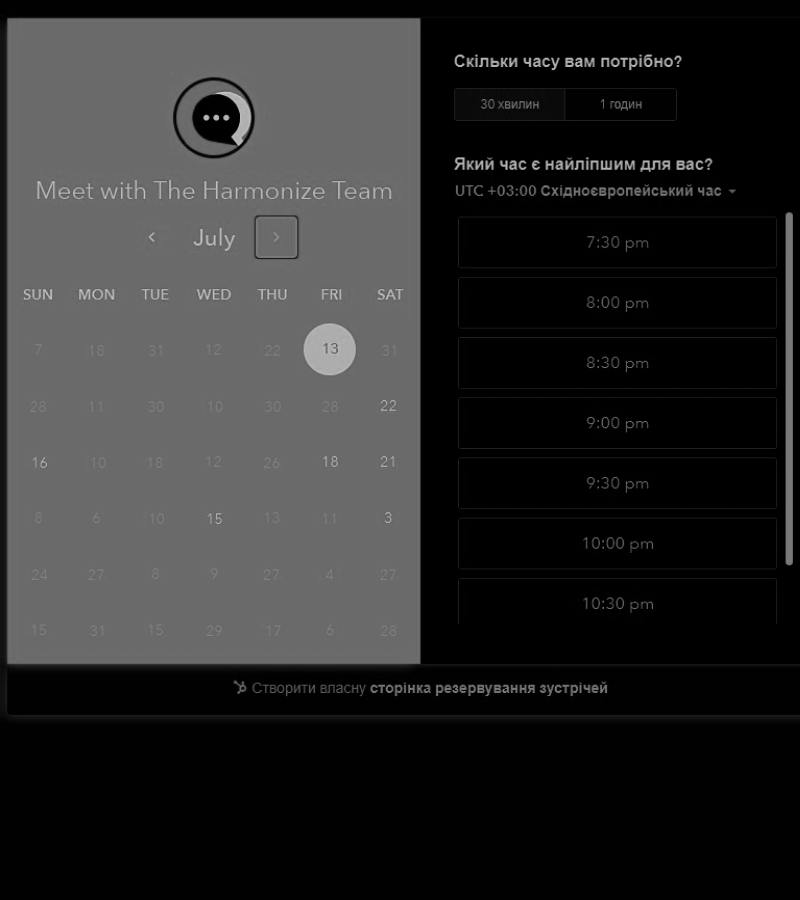 Meet with The Harmonize Team
July
SUN MON TUE WED THU FRI SAT
7 18 31 12 22 13 31
28 11 30 10 30 28 22
16 10 18 12 26 18 21
8 6 10 15 13 11 3
24 27 8 9 27 4 27
15 31 15 29 17 6 28
Скільки часу вам потрібно?
30 хвилин 1 годин
Який час є найліпшим для вас?
UTC +03:00 Східноєвропейський час
7:30 pm
8:00 pm
8:30 pm
9:00 pm
9:30 pm
10:00 pm
10:30 pm
Створити власну сторінка резервування зустрічей